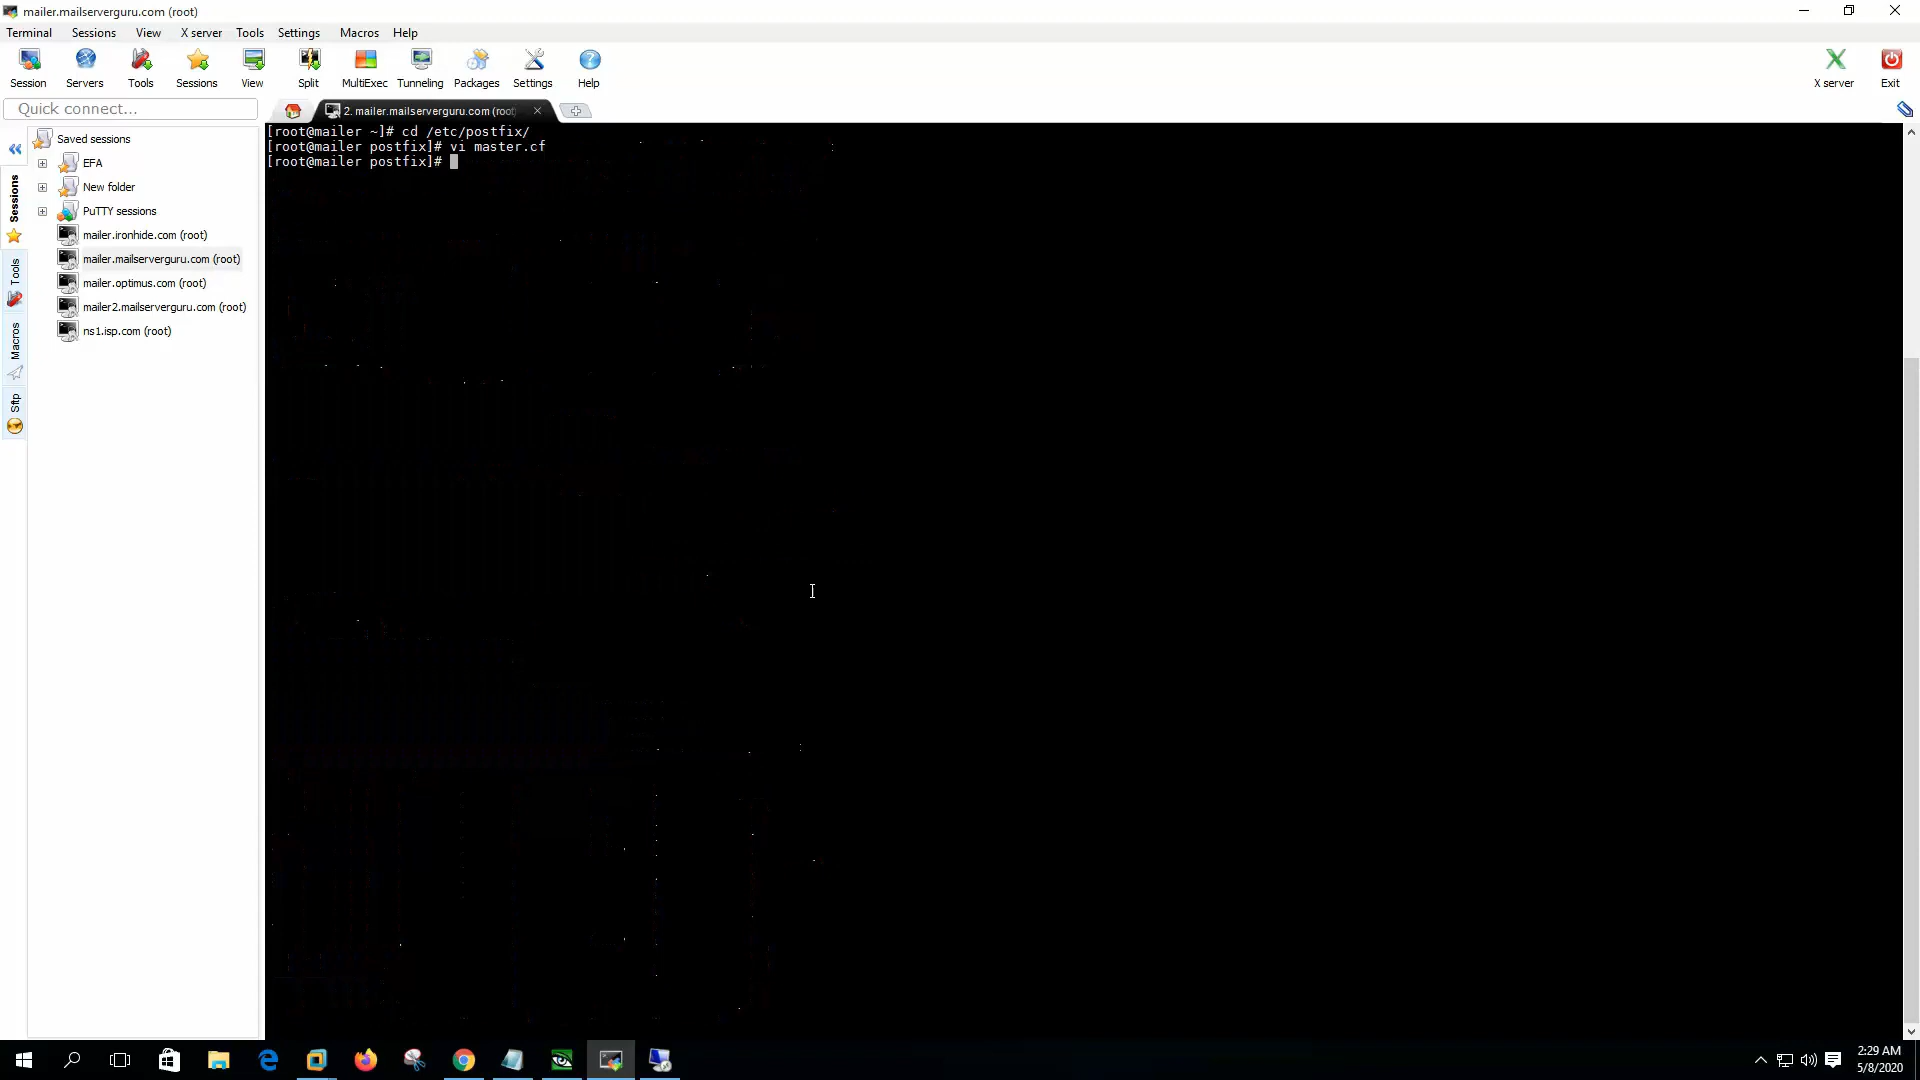 mailer.mailserverguru.com (root)
Terminal Sessions View X server Tools Settings Macros Help
Session Servers Tools Sessions View Split MultiExec Tunneling Packages Settings Help X server Exit
Quick connect...
2. mailer.mailserverguru.com (root)
Saved sessions
EFA
New folder
PuTTY sessions
mailer.ironhide.com (root)
mailer.mailserverguru.com (root)
mailer.optimus.com (root)
mailer2.mailserverguru.com (root)
ns1.isp.com (root)
Sessions
Tools
Macros
Sftp
[root@mailer ~]# cd /etc/postfix/
[root@mailer postfix]# vi master.cf
[root@mailer postfix]#
2:29 AM
5/8/2020